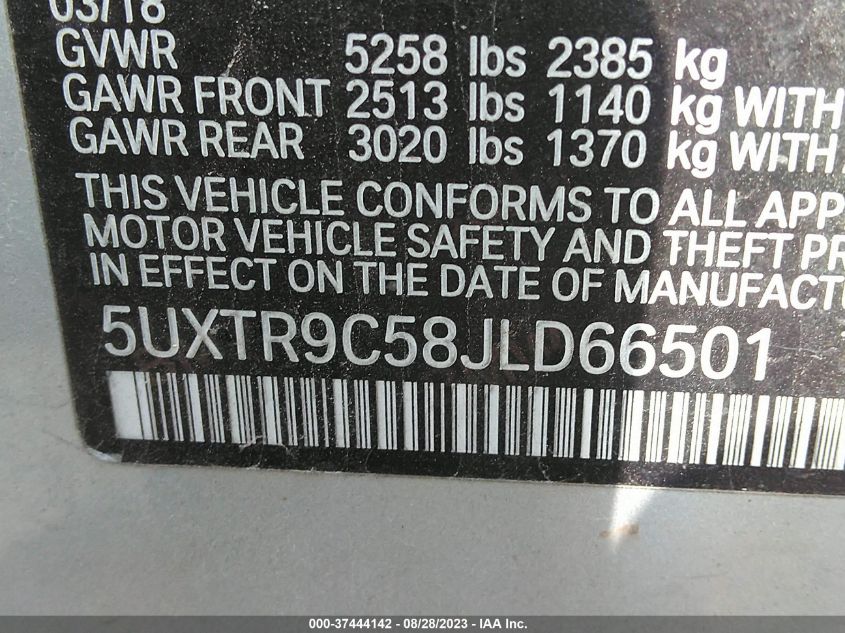 03/18
GVWR 5258 lbs 2385 kg
GAWR FRONT 2513 lbs 1140 kg WITH
GAWR REAR 3020 lbs 1370 kg WITH
THIS VEHICLE CONFORMS TO ALL APP
MOTOR VEHICLE SAFETY AND THEFT PR
IN EFFECT ON THE DATE OF MANUFACT
5UXTR9C58JLD66501
000-37444142 - 08/28/2023 - IAA Inc.